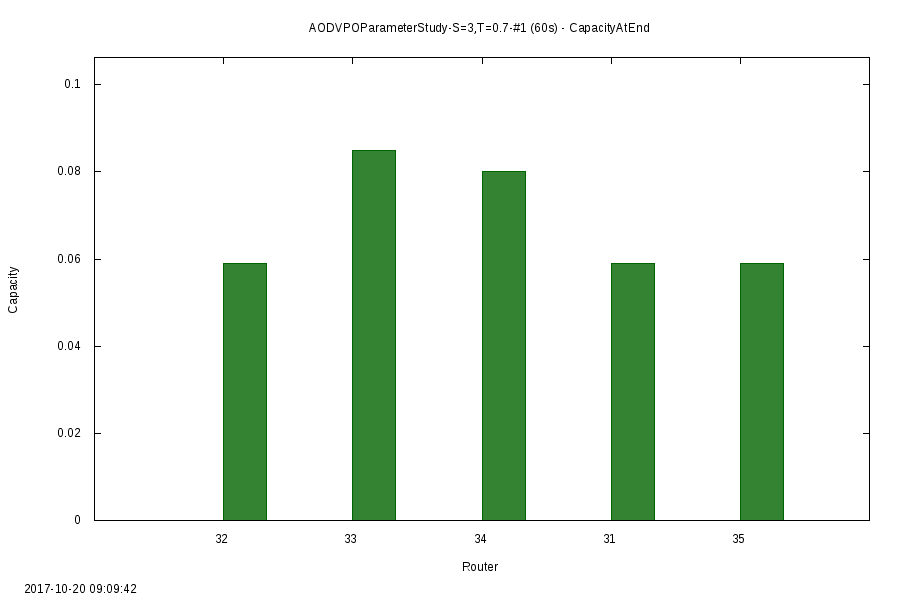 AODVPOParameterStudy-S=3,T=0.7-#1 (60s) - CapacityAtEnd
0.1
0.08
0.06
0.04
0.02
0
Capacity
32 33 34 31 35
Router
2017-10-20 09:09:42